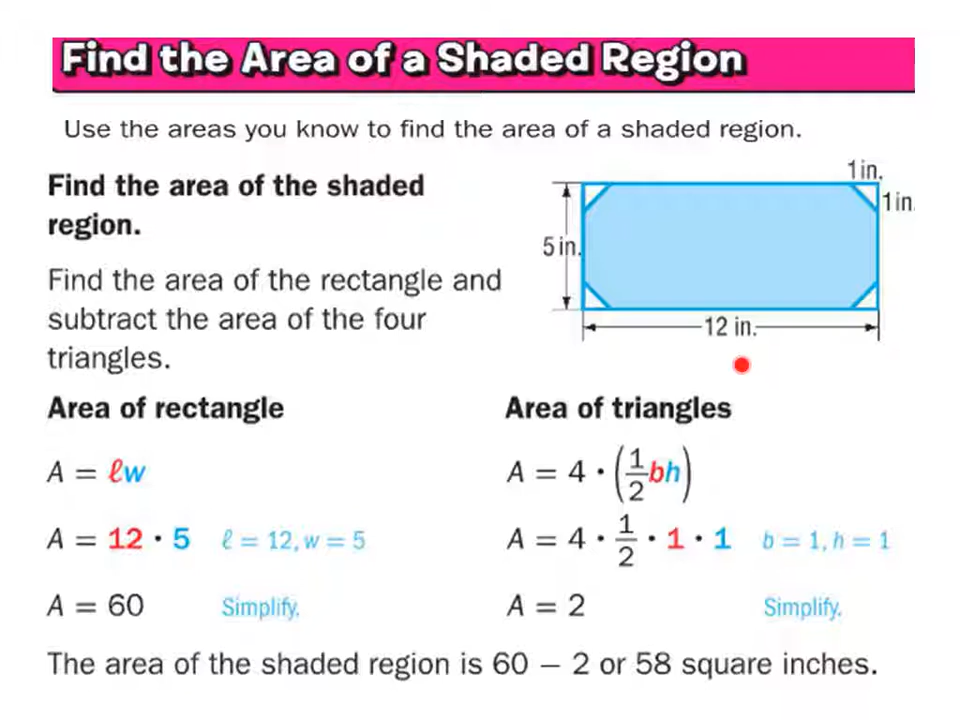 Find the Area of a Shaded Region
Use the areas you know to find the area of a shaded region.
Find the area of the shaded
region.
Find the area of the rectangle and
subtract the area of the four
triangles.
1 in.
1 in
5 in.
12 in.
Area of rectangle
A = ℓw
A = 12 · 5 ℓ = 12, w = 5
A = 60 Simplify.
Area of triangles
A = 4 · (1/2 bh)
A = 4 · 1/2 · 1 · 1 b = 1, h = 1
A = 2 Simplify.
The area of the shaded region is 60 − 2 or 58 square inches.